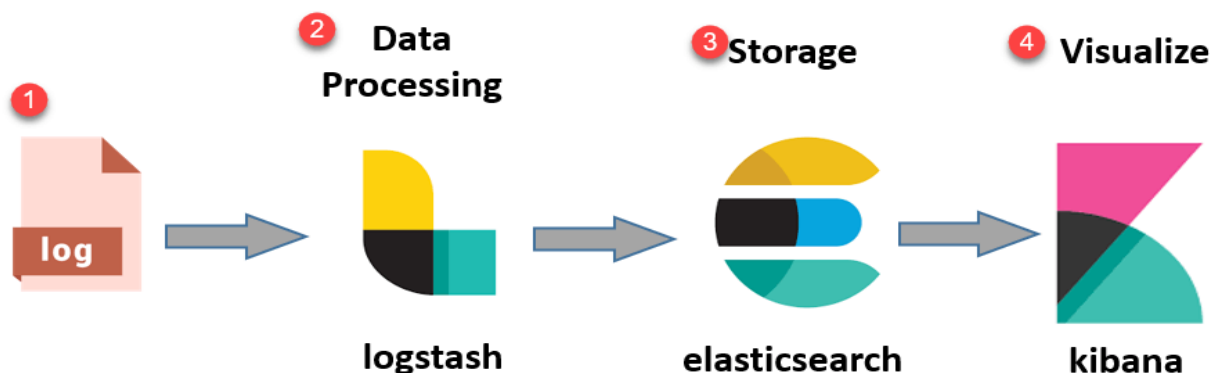 1
log
2
Data
Processing
logstash
3
Storage
elasticsearch
4
Visualize
kibana